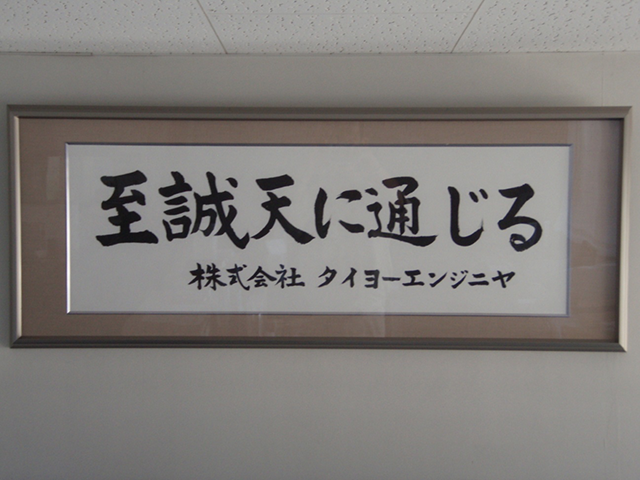 至誠天に通じる
株式会社 タイヨーエンジニヤ